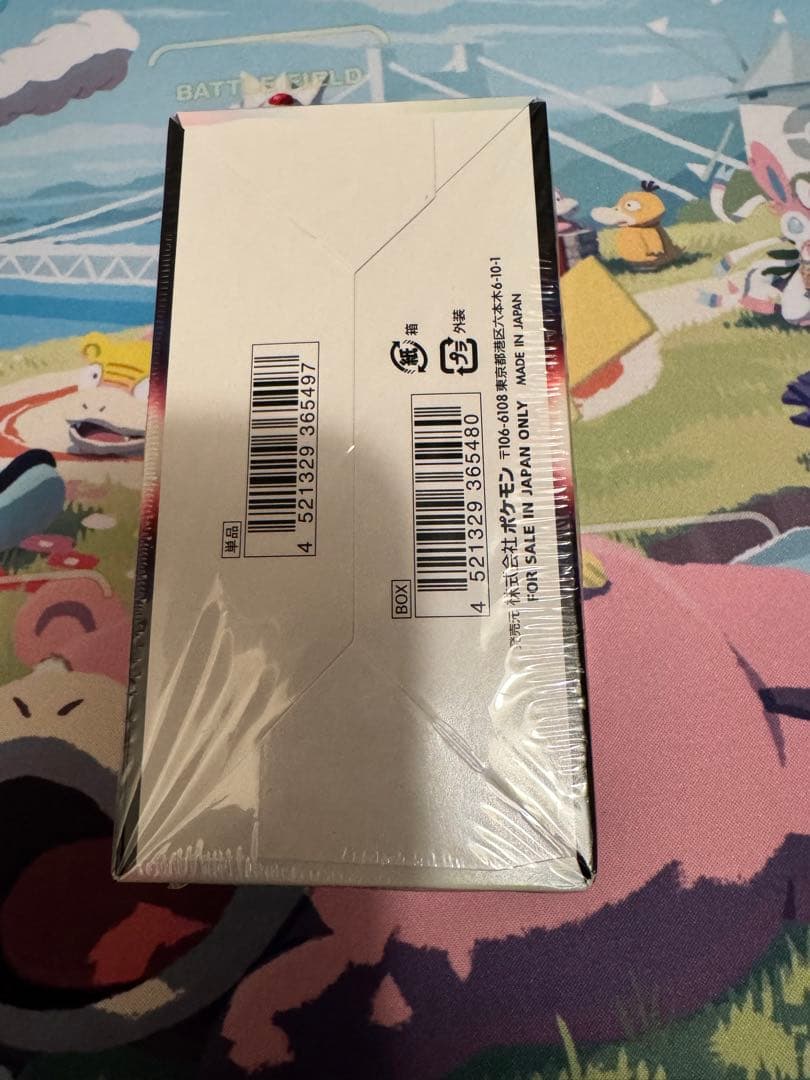 BATTLE FIELD
単品
4 521329 365497
BOX
4 521329 365480
紙 箱
プラ 外装
発売元 株式会社 ポケモン 〒106-6108 東京都港区六本木6-10-1
FOR SALE IN JAPAN ONLY MADE IN JAPAN